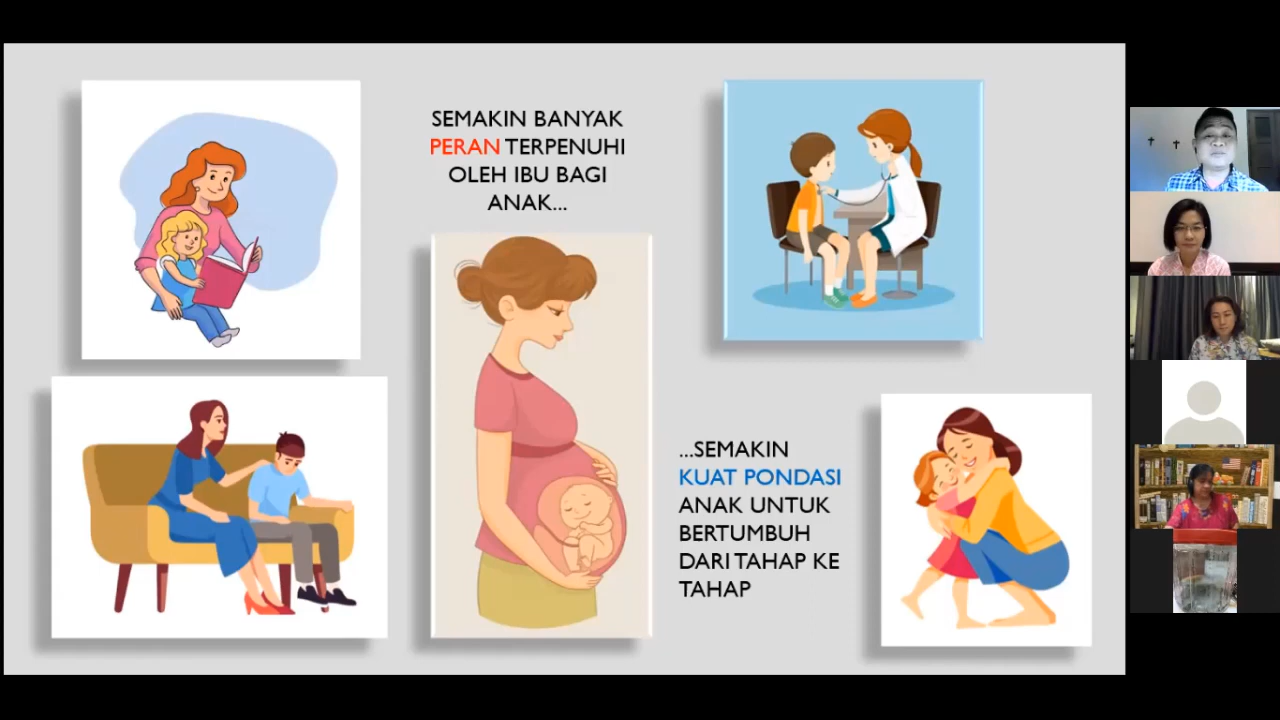 SEMAKIN BANYAK
PERAN TERPENUHI
OLEH IBU BAGI
ANAK...
...SEMAKIN
KUAT PONDASI
ANAK UNTUK
BERTUMBUH
DARI TAHAP KE
TAHAP